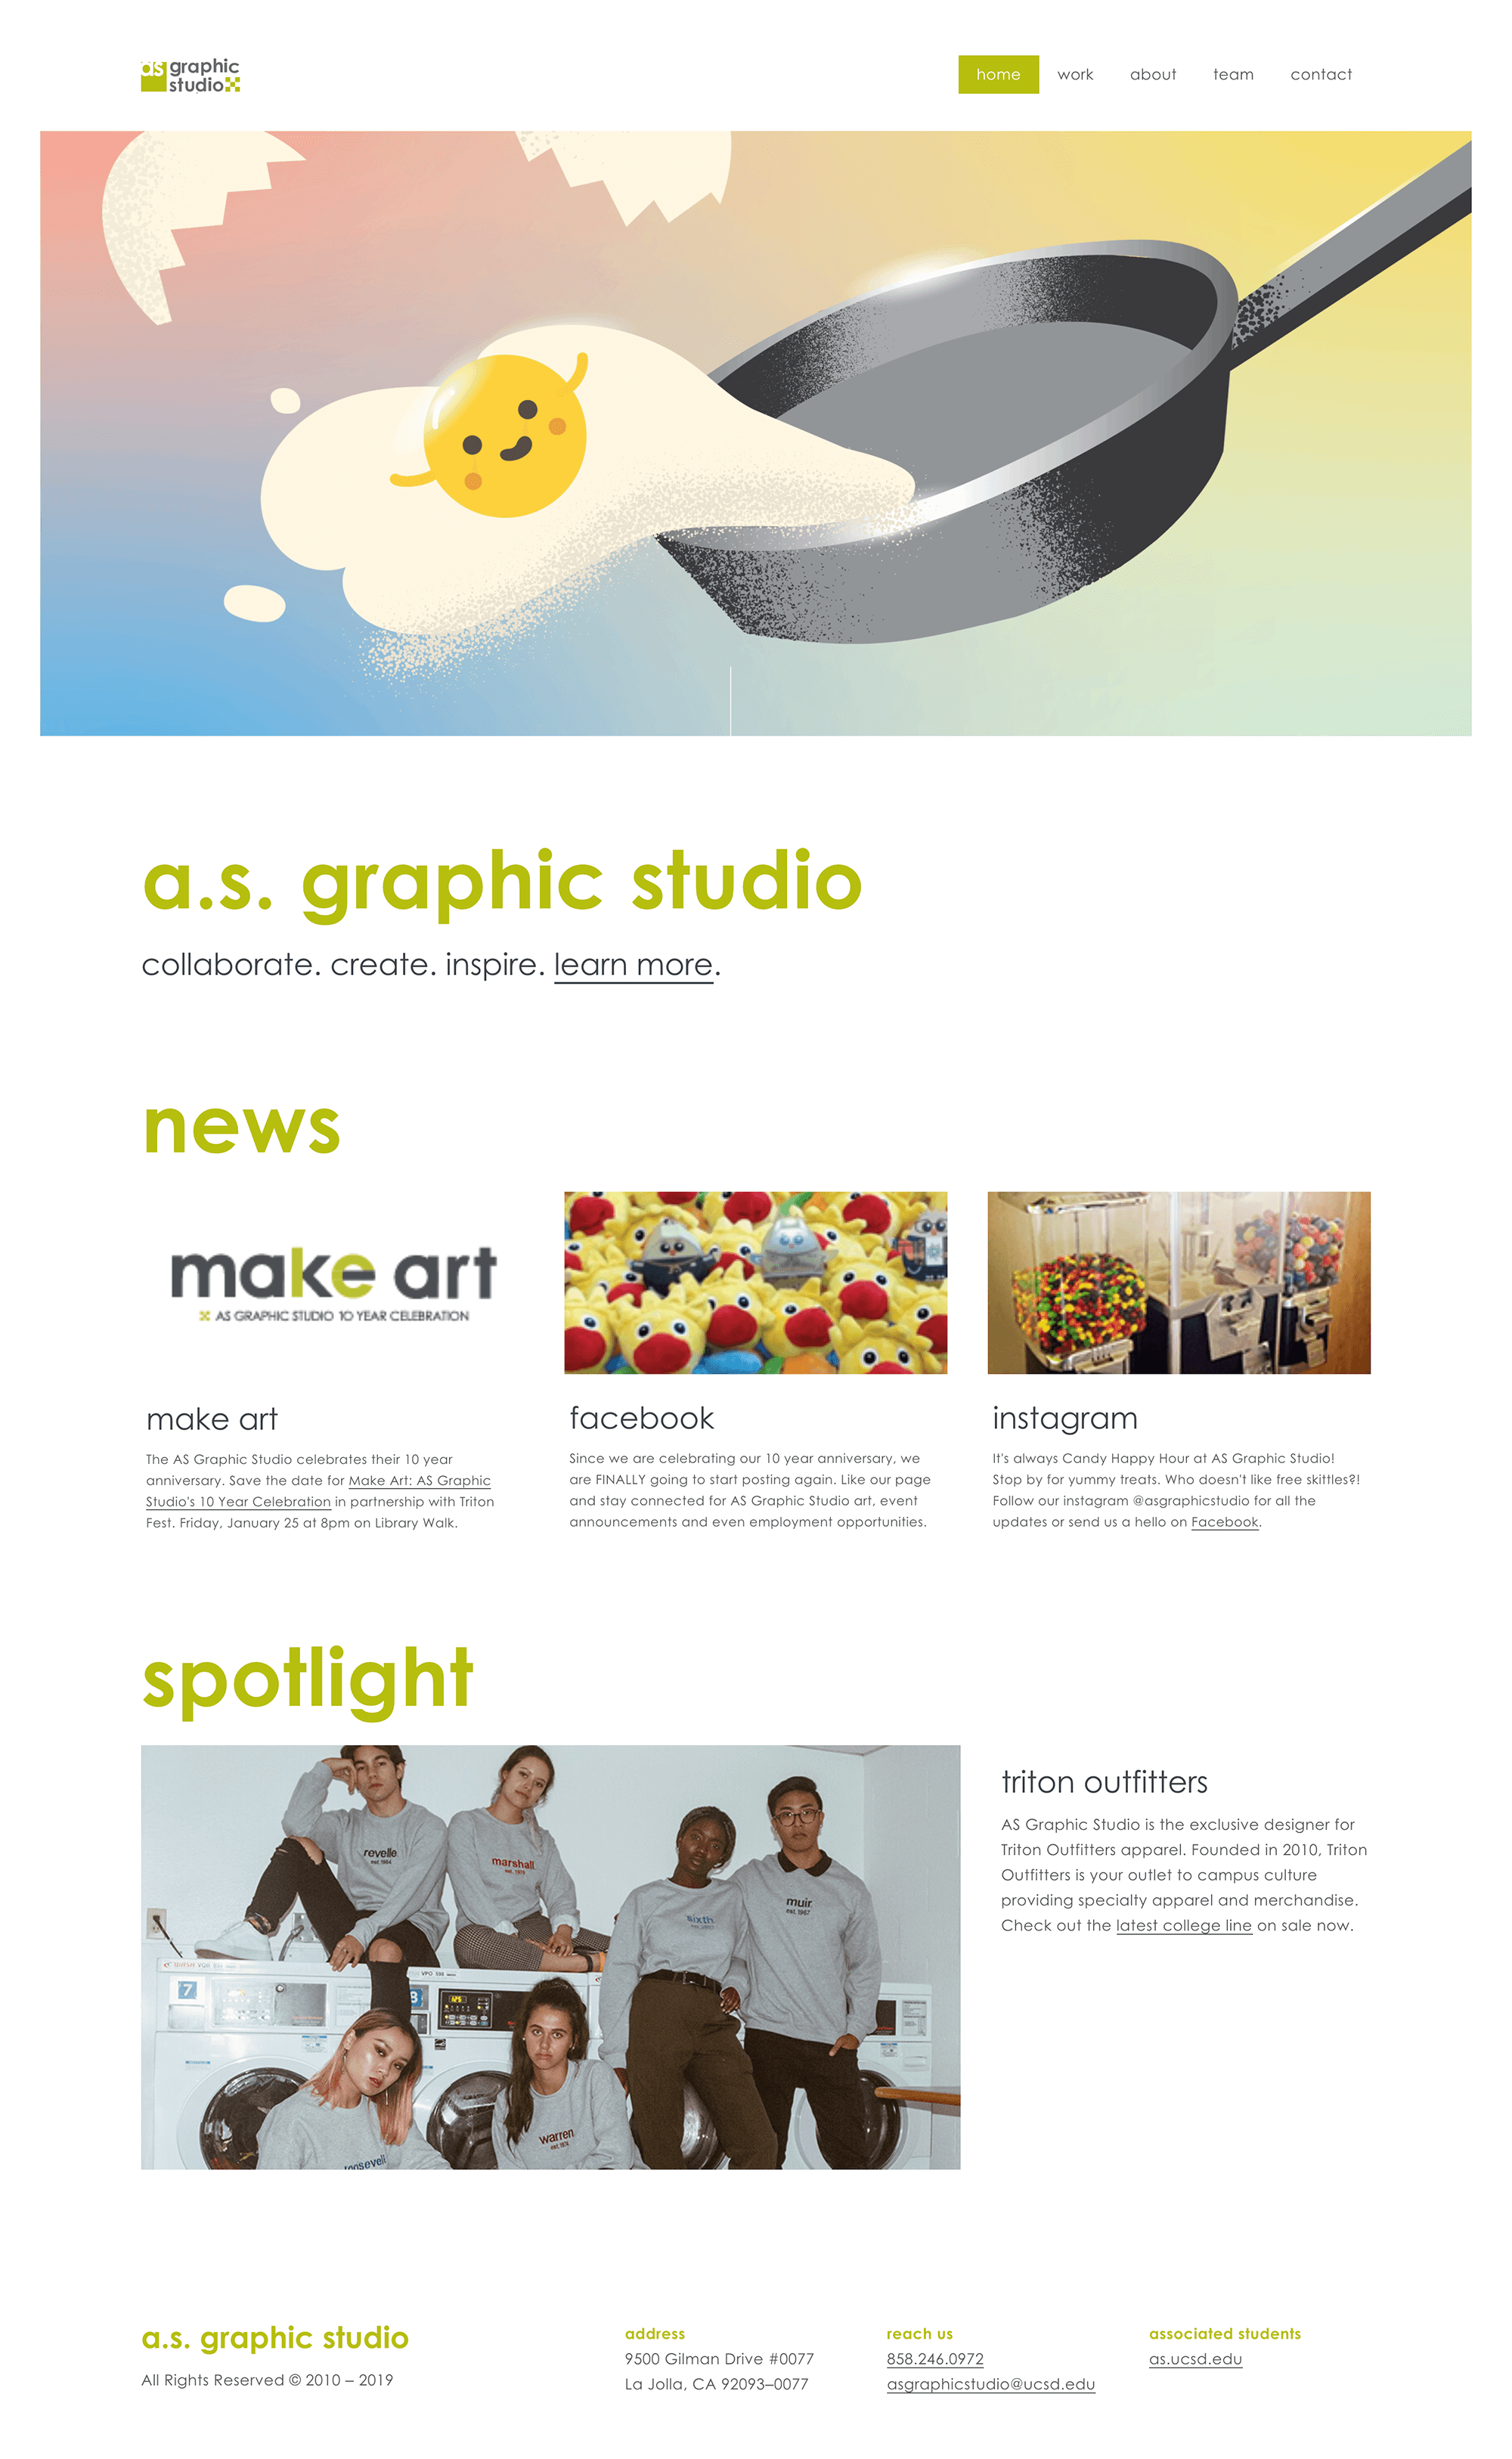 as graphic
studio
home work about team contact
a.s. graphic studio
collaborate. create. inspire. learn more.
news
make art
AS GRAPHIC STUDIO 10 YEAR CELEBRATION
make art
The AS Graphic Studio celebrates their 10 year
anniversary. Save the date for Make Art: AS Graphic
Studio's 10 Year Celebration in partnership with Triton
Fest. Friday, January 25 at 8pm on Library Walk.
facebook
Since we are celebrating our 10 year anniversary, we
are FINALLY going to start posting again. Like our page
and stay connected for AS Graphic Studio art, event
announcements and even employment opportunities.
instagram
It's always Candy Happy Hour at AS Graphic Studio!
Stop by for yummy treats. Who doesn't like free skittles?!
Follow our instagram @asgraphicstudio for all the
updates or send us a hello on Facebook.
spotlight
revelle
est. 1964
marshall
est. 1970
sixth
muir
est. 1967
7
8
warren
est. 1974
roosevelt
triton outfitters
AS Graphic Studio is the exclusive designer for
Triton Outfitters apparel. Founded in 2010, Triton
Outfitters is your outlet to campus culture
providing specialty apparel and merchandise.
Check out the latest college line on sale now.
a.s. graphic studio
All Rights Reserved © 2010 – 2019
address
9500 Gilman Drive #0077
La Jolla, CA 92093–0077
reach us
858.246.0972
asgraphicstudio@ucsd.edu
associated students
as.ucsd.edu